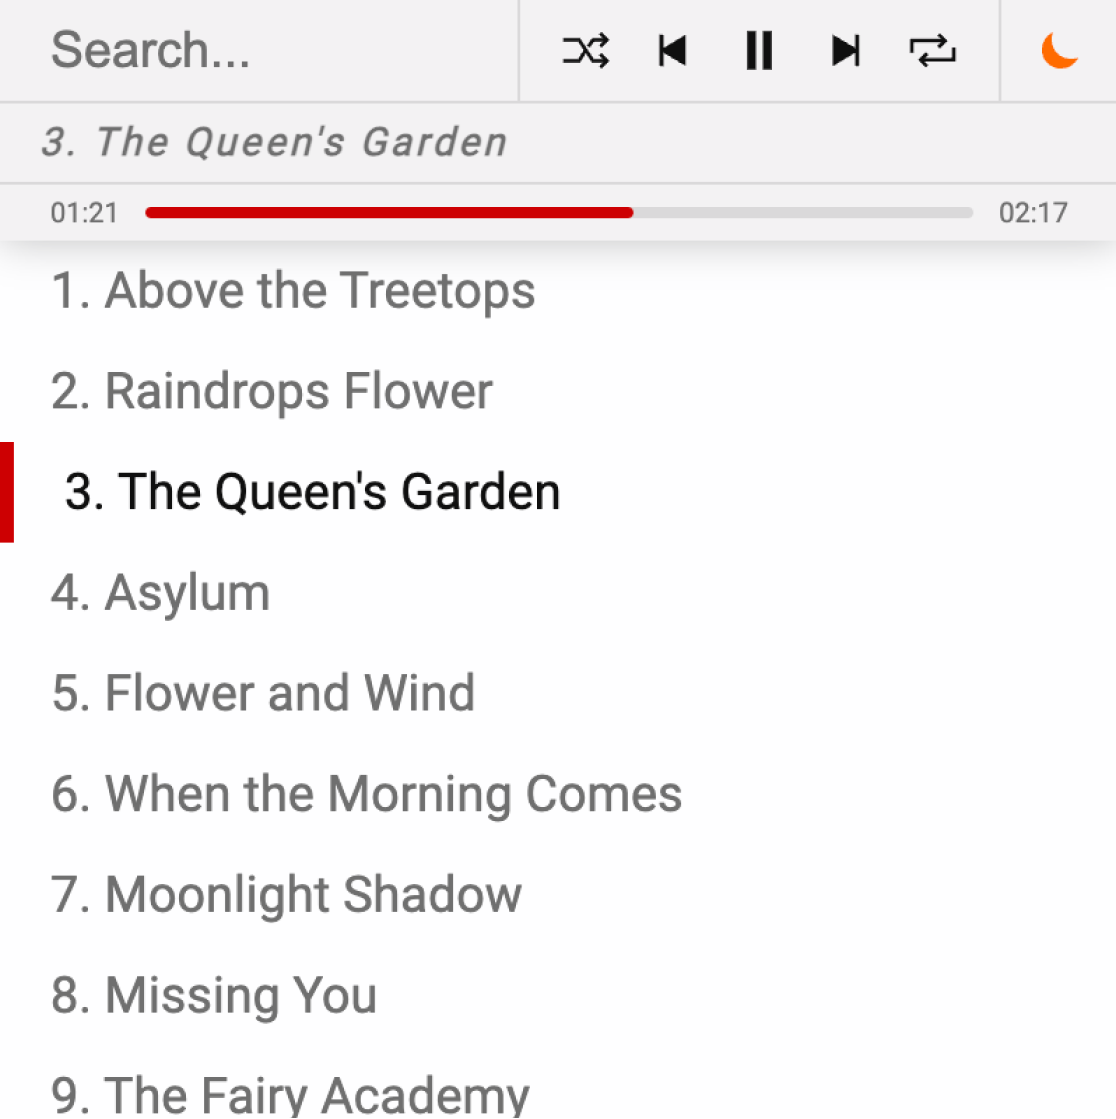 Search...
3. The Queen's Garden
01:21
02:17
1. Above the Treetops
2. Raindrops Flower
3. The Queen's Garden
4. Asylum
5. Flower and Wind
6. When the Morning Comes
7. Moonlight Shadow
8. Missing You
9. The Fairy Academy